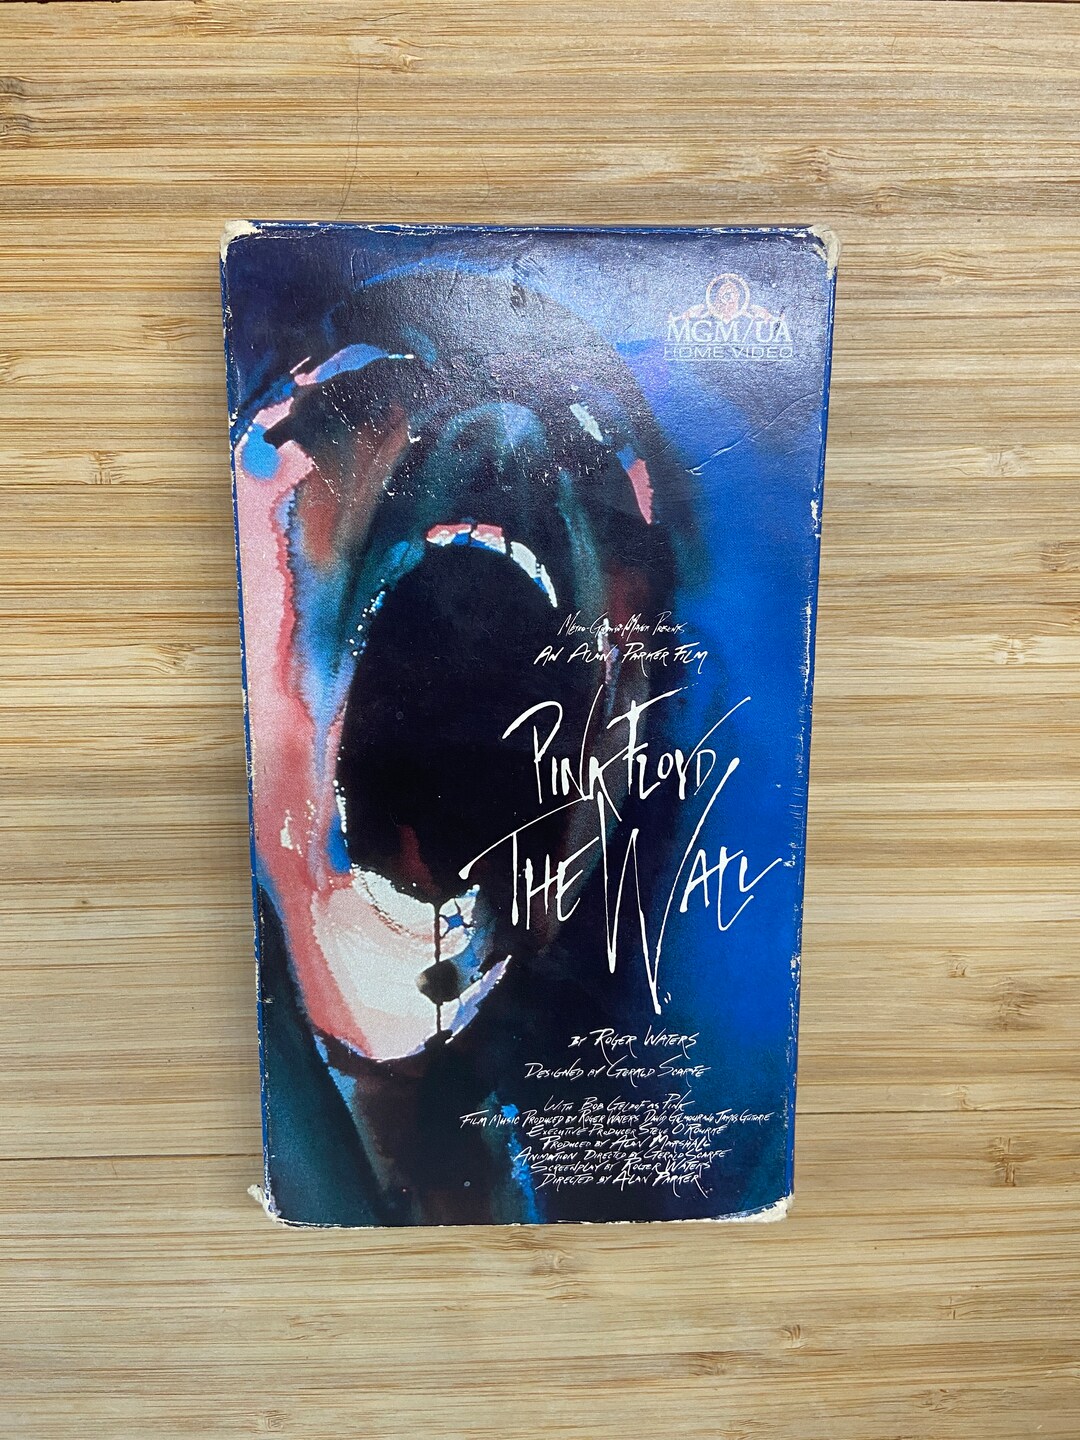 MGM/UA
HOME VIDEO
METRO-GOLDWYN-MAYER PRESENTS
AN ALAN PARKER FILM
PINK FLOYD
THE WALL
BY ROGER WATERS
DESIGNED BY GERALD SCARFE
WITH BOB GELDOF AS PINK
FILM MUSIC PRODUCED BY ROGER WATERS DAVID GILMOUR AND JAMES GUTHRIE
EXECUTIVE PRODUCER STEVE O'ROURKE
PRODUCED BY ALAN MARSHALL
ANIMATION DIRECTED BY GERALD SCARFE
SCREENPLAY BY ROGER WATERS
DIRECTED BY ALAN PARKER